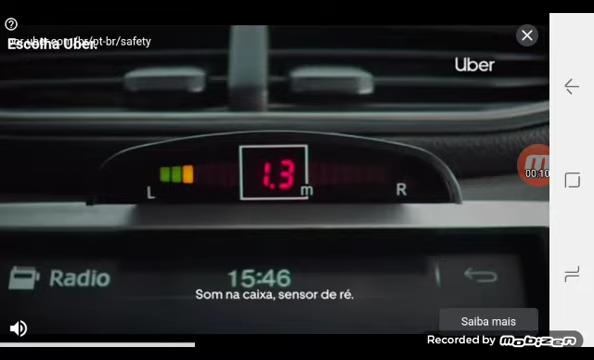 Escolha Uber.
Uber
1.3
L
m
R
00:10
Radio
15:46
Som na caixa, sensor de ré.
Saiba mais
Recorded by
mobizen